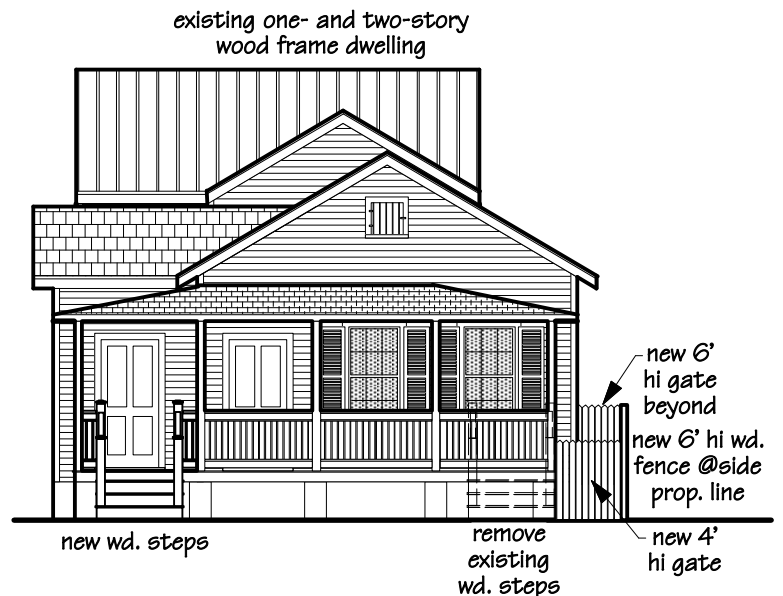 existing one- and two-story
wood frame dwelling
new 6'
hi gate
beyond
new 6' hi wd.
fence @side
prop. line
new 4'
hi gate
new wd. steps
remove
existing
wd. steps